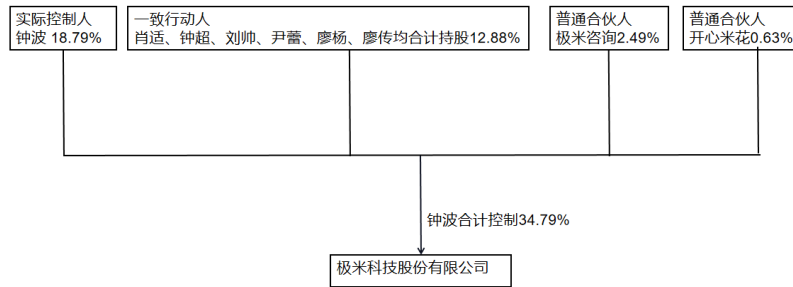 实际控制人
钟波 18.79%
一致行动人
肖适、钟超、刘帅、尹蕾、廖杨、廖传均合计持股12.88%
普通合伙人
极米咨询2.49%
普通合伙人
开心米花0.63%
钟波合计控制34.79%
极米科技股份有限公司